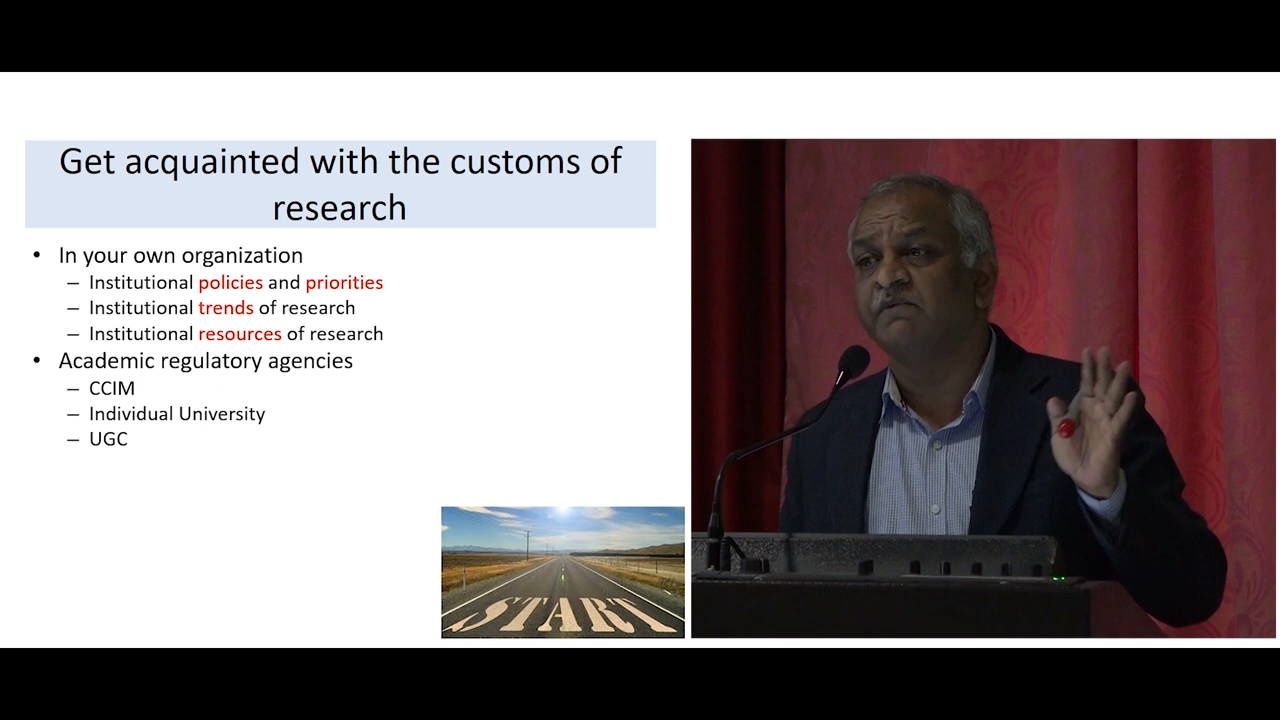 Get acquainted with the customs of
research
• In your own organization
– Institutional policies and priorities
– Institutional trends of research
– Institutional resources of research
• Academic regulatory agencies
– CCIM
– Individual University
– UGC
START